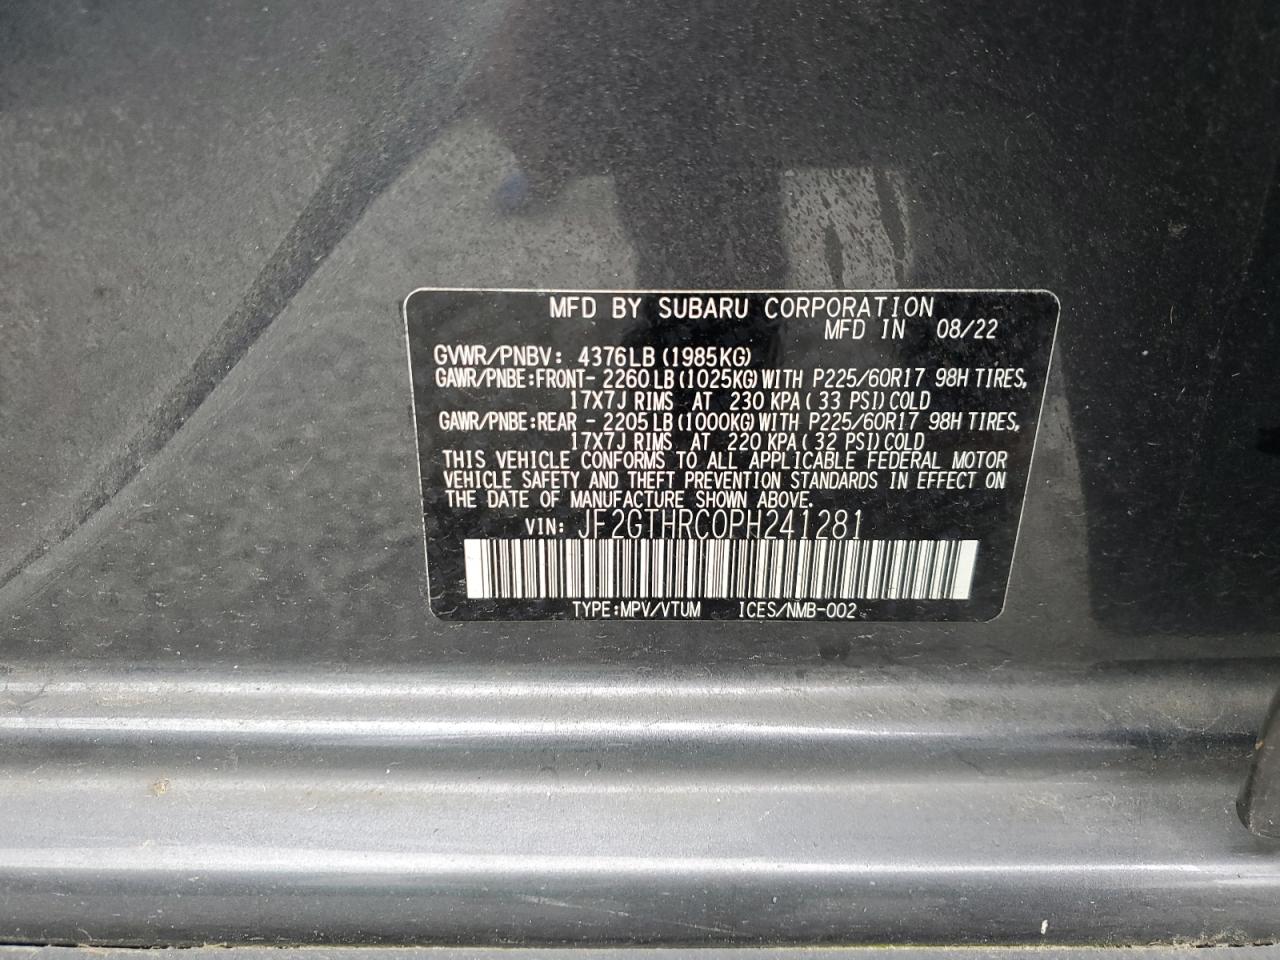 MFD BY SUBARU CORPORATION
MFD IN 08/22
GVWR/PNBV: 4376LB (1985KG)
GAWR/PNBE:FRONT- 2260 LB (1025KG) WITH P225/60R17 98H TIRES,
17X7J RIMS AT 230 KPA ( 33 PSI) COLD
GAWR/PNBE:REAR - 2205 LB (1000KG) WITH P225/60R17 98H TIRES,
17X7J RIMS AT 220 KPA ( 32 PSI) COLD
THIS VEHICLE CONFORMS TO ALL APPLICABLE FEDERAL MOTOR
VEHICLE SAFETY AND THEFT PREVENTION STANDARDS IN EFFECT ON
THE DATE OF MANUFACTURE SHOWN ABOVE.
VIN: JF2GTHRC0PH241281
TYPE:MPV/VTUM ICES/NMB-002